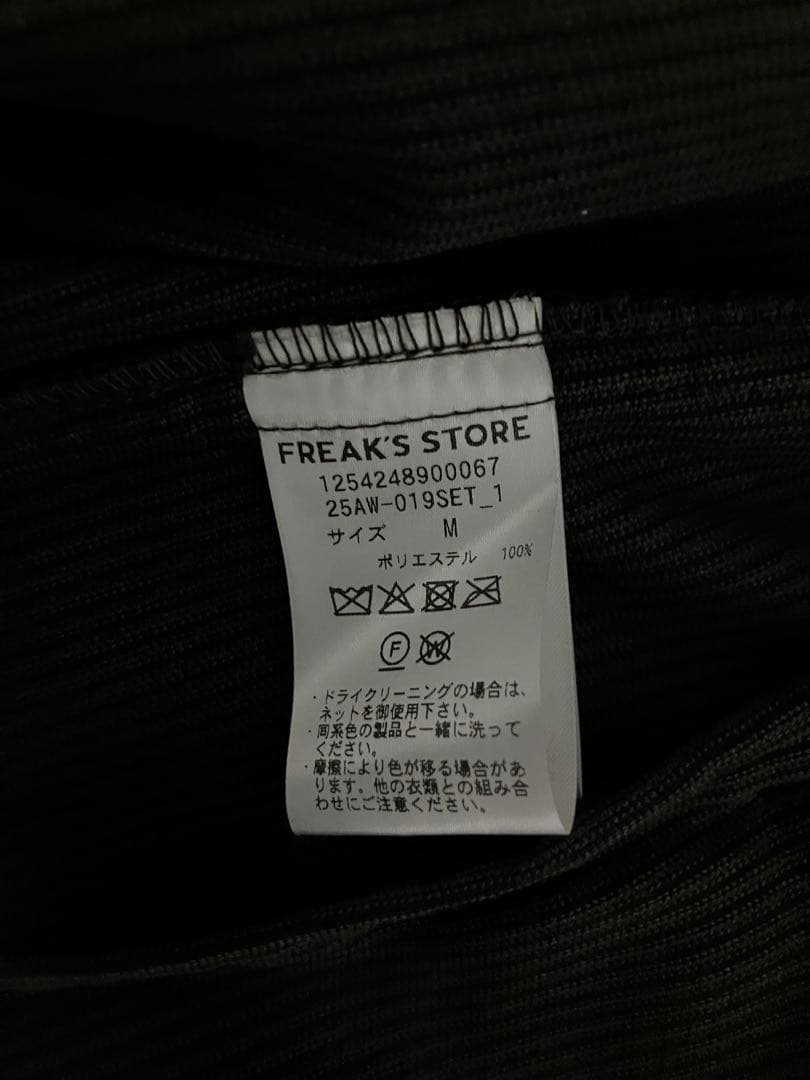 FREAK'S STORE
1254248900067
25AW-019SET_1
サイズ M
ポリエステル 100%
F W
・ドライクリーニングの場合は、
ネットを御使用下さい。
・同系色の製品と一緒に洗って
ください。
・摩擦により色が移る場合があ
ります。他の衣類との組み合
わせにご注意ください。